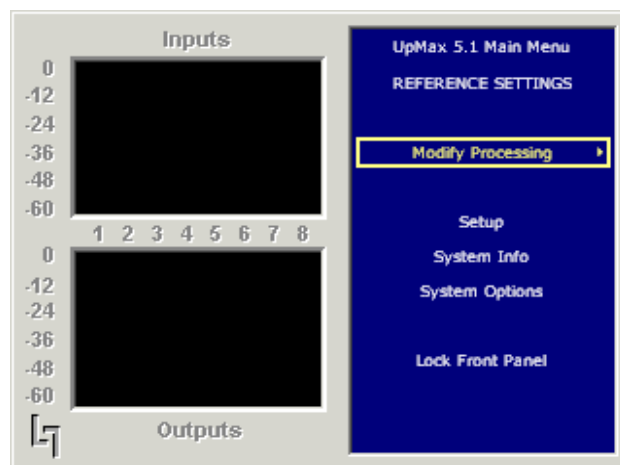 Inputs
0
-12
-24
-36
-48
-60
1 2 3 4 5 6 7 8
0
-12
-24
-36
-48
-60
Outputs
UpMax 5.1 Main Menu
REFERENCE SETTINGS
Modify Processing
Setup
System Info
System Options
Lock Front Panel